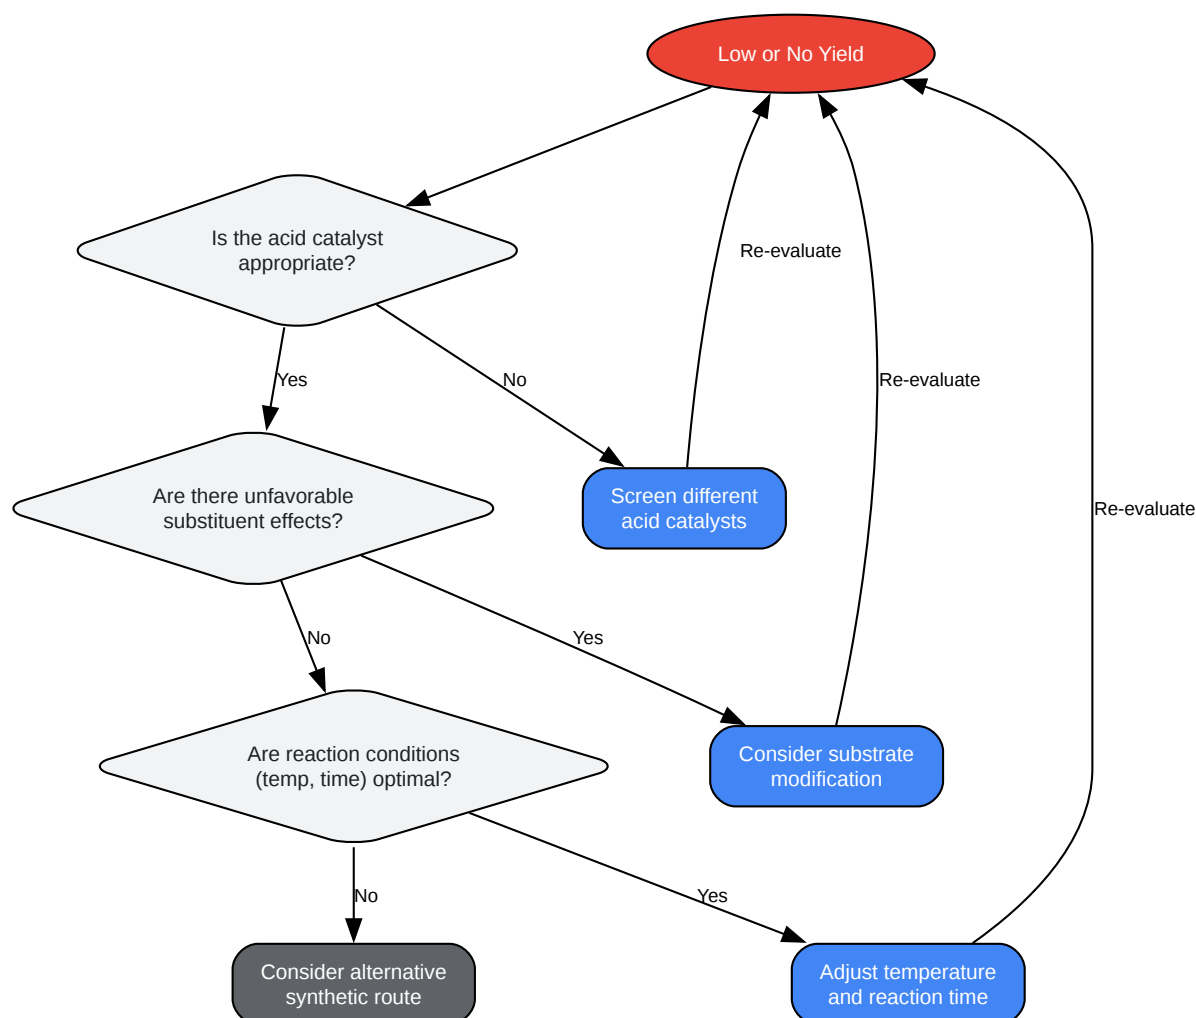 Low or No Yield
Is the acid catalyst
appropriate?
Re-evaluate
Yes
No
Re-evaluate
Are there unfavorable
substituent effects?
Screen different
acid catalysts
Re-evaluate
No
Yes
Are reaction conditions
(temp, time) optimal?
Consider substrate
modification
No
Yes
Consider alternative
synthetic route
Adjust temperature
and reaction time